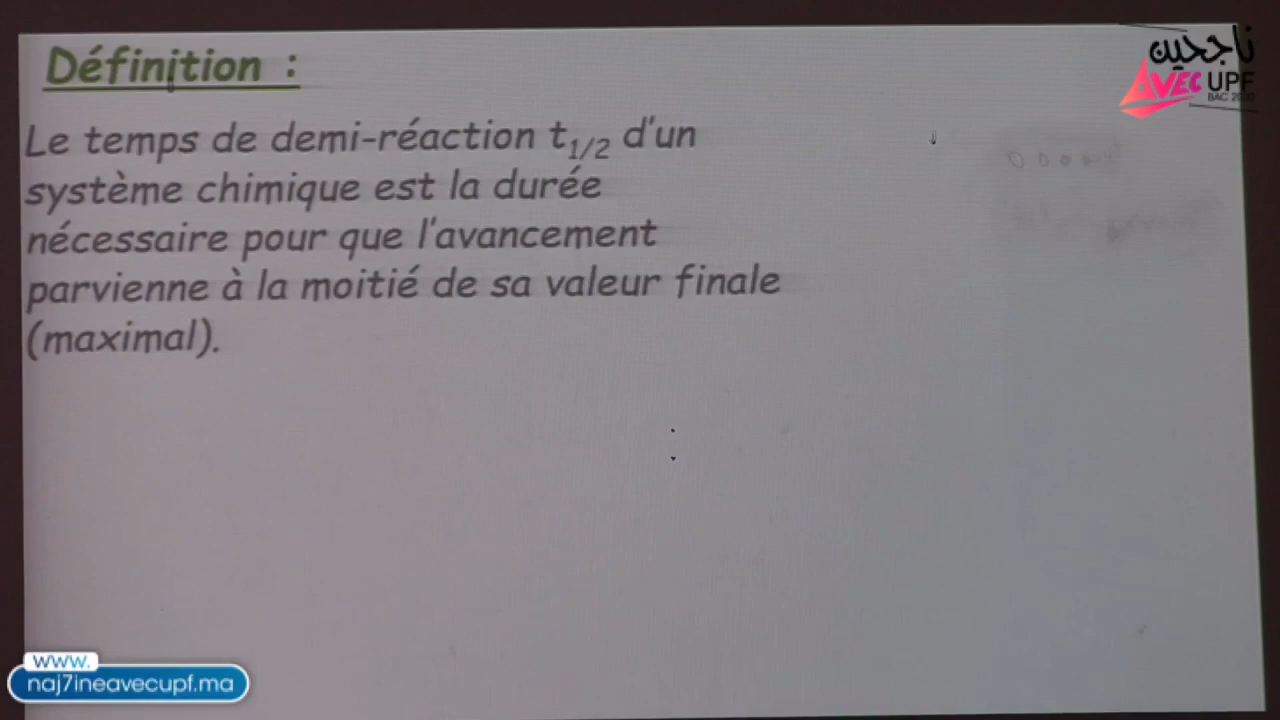 Définition :
Le temps de demi-réaction t1/2 d'un
système chimique est la durée
nécessaire pour que l'avancement
parvienne à la moitié de sa valeur finale
(maximal).
ناجحين
AVEC UPF
www.
naj7ineavecupf.ma